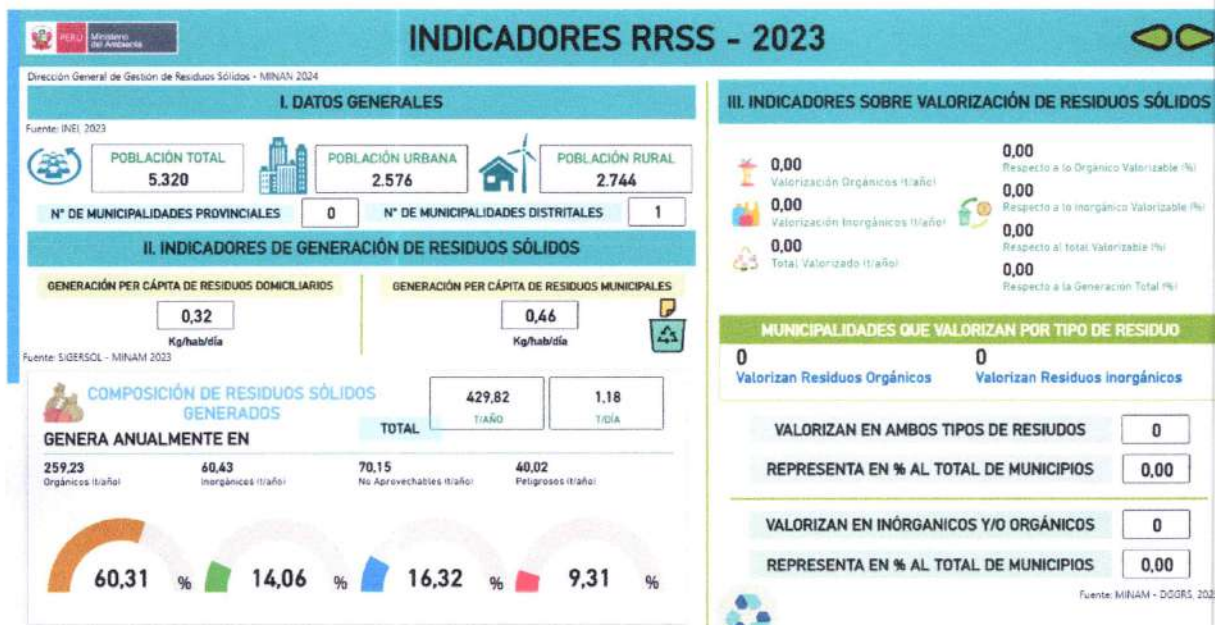 PERÚ Ministerio del Ambiente
INDICADORES RRSS - 2023
Dirección General de Gestión de Residuos Sólidos - MINAN 2024
I. DATOS GENERALES
Fuente: INEI, 2023
POBLACIÓN TOTAL
5.320
POBLACIÓN URBANA
2.576
POBLACIÓN RURAL
2.744
N° DE MUNICIPALIDADES PROVINCIALES 0
N° DE MUNICIPALIDADES DISTRITALES 1
II. INDICADORES DE GENERACIÓN DE RESIDUOS SÓLIDOS
GENERACIÓN PER CÁPITA DE RESIDUOS DOMICILIARIOS
0,32
Kg/hab/día
GENERACIÓN PER CÁPITA DE RESIDUOS MUNICIPALES
0,46
Kg/hab/día
Fuente: SIGERSOL - MINAM 2023
COMPOSICIÓN DE RESIDUOS SÓLIDOS
GENERADOS
TOTAL
429,82
T/AÑO
1,18
T/DÍA
GENERA ANUALMENTE EN
259,23
Orgánicos (t/año)
60,43
Inorgánicos (t/año)
70,15
No Aprovechables (t/año)
40,02
Peligrosos (t/año)
60,31 %
14,06 %
16,32 %
9,31 %
III. INDICADORES SOBRE VALORIZACIÓN DE RESIDUOS SÓLIDOS
0,00
Valorización Orgánicos (t/año)
0,00
Valorización Inorgánicos (t/año)
0,00
Total Valorizado (t/año)
0,00
Respecto a lo Orgánico Valorizable (%)
0,00
Respecto a lo inorgánico Valorizable (%)
0,00
Respecto al total Valorizable (%)
0,00
Respecto a la Generación Total (%)
MUNICIPALIDADES QUE VALORIZAN POR TIPO DE RESIDUO
0
Valorizan Residuos Orgánicos
0
Valorizan Residuos inorgánicos
VALORIZAN EN AMBOS TIPOS DE RESIUDOS 0
REPRESENTA EN % AL TOTAL DE MUNICIPIOS 0,00
VALORIZAN EN INÓRGANICOS Y/O ORGÁNICOS 0
REPRESENTA EN % AL TOTAL DE MUNICIPIOS 0,00
Fuente: MINAM - DGGRS, 202